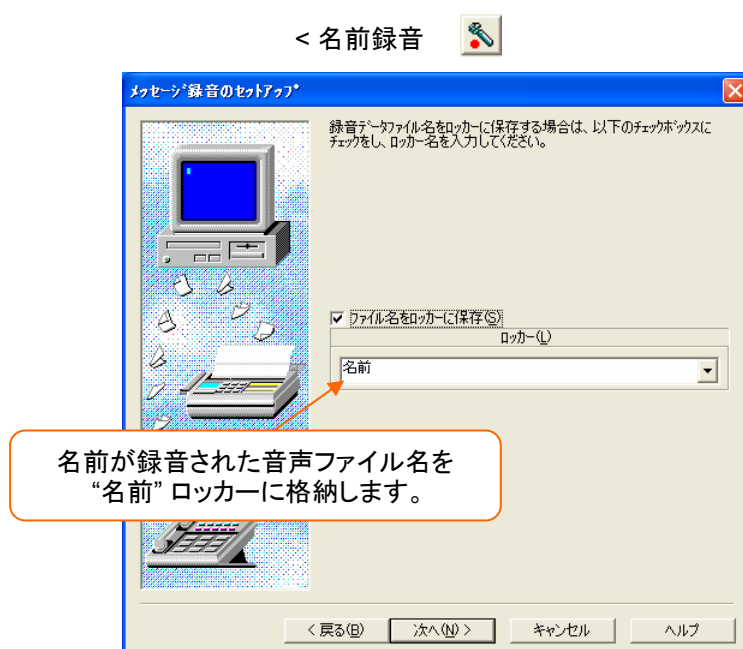 < 名前録音
メッセージ録音のセットアップ
録音データファイル名をロッカーに保存する場合は、以下のチェックボックスに
チェックをし、ロッカー名を入力してください。
ファイル名をロッカーに保存(S)
ロッカー(L)
名前
名前が録音された音声ファイル名を
“名前” ロッカーに格納します。
< 戻る(B) 次へ(N) > キャンセル ヘルプ